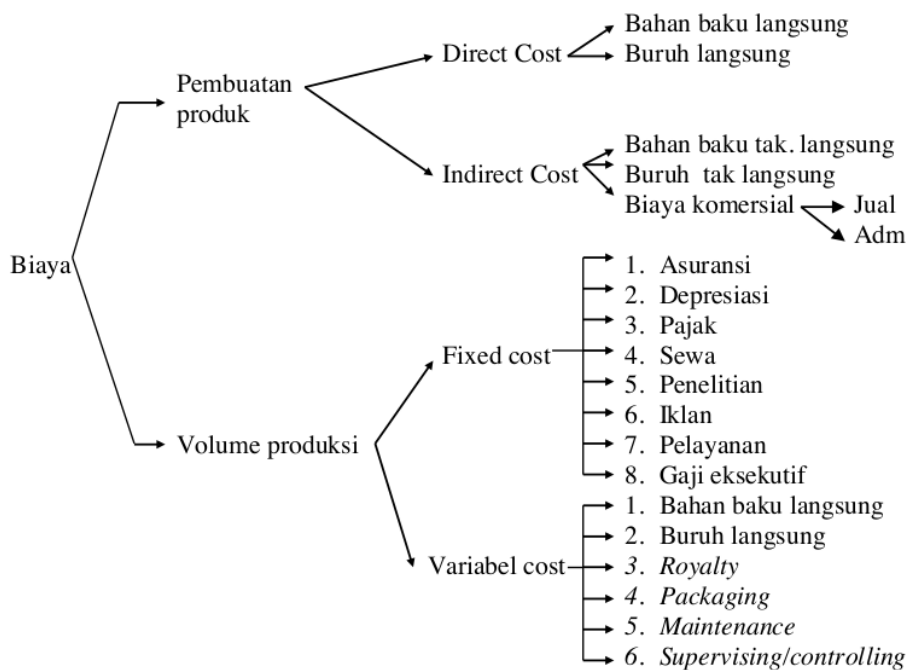 Bahan baku langsung
Direct Cost
Buruh langsung
Pembuatan
produk
Bahan baku tak. langsung
Indirect Cost
Buruh tak langsung
Biaya komersial
Jual
Adm
Biaya
1. Asuransi
2. Depresiasi
3. Pajak
Fixed cost
4. Sewa
5. Penelitian
6. Iklan
Volume produksi
7. Pelayanan
8. Gaji eksekutif
1. Bahan baku langsung
2. Buruh langsung
Variabel cost
3. Royalty
4. Packaging
5. Maintenance
6. Supervising/controlling